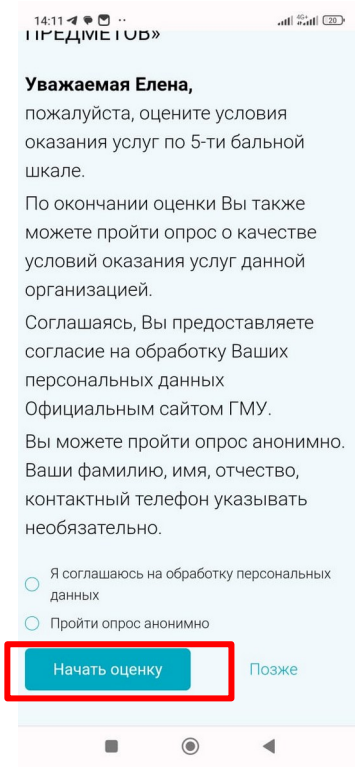 14:11
4G+
20
ПРЕДМЕТОВ»
Уважаемая Елена,
пожалуйста, оцените условия
оказания услуг по 5-ти бальной
шкале.
По окончании оценки Вы также
можете пройти опрос о качестве
условий оказания услуг данной
организацией.
Соглашаясь, Вы предоставляете
согласие на обработку Ваших
персональных данных
Официальным сайтом ГМУ.
Вы можете пройти опрос анонимно.
Ваши фамилию, имя, отчество,
контактный телефон указывать
необязательно.
Я соглашаюсь на обработку персональных
данных
Пройти опрос анонимно
Начать оценку
Позже